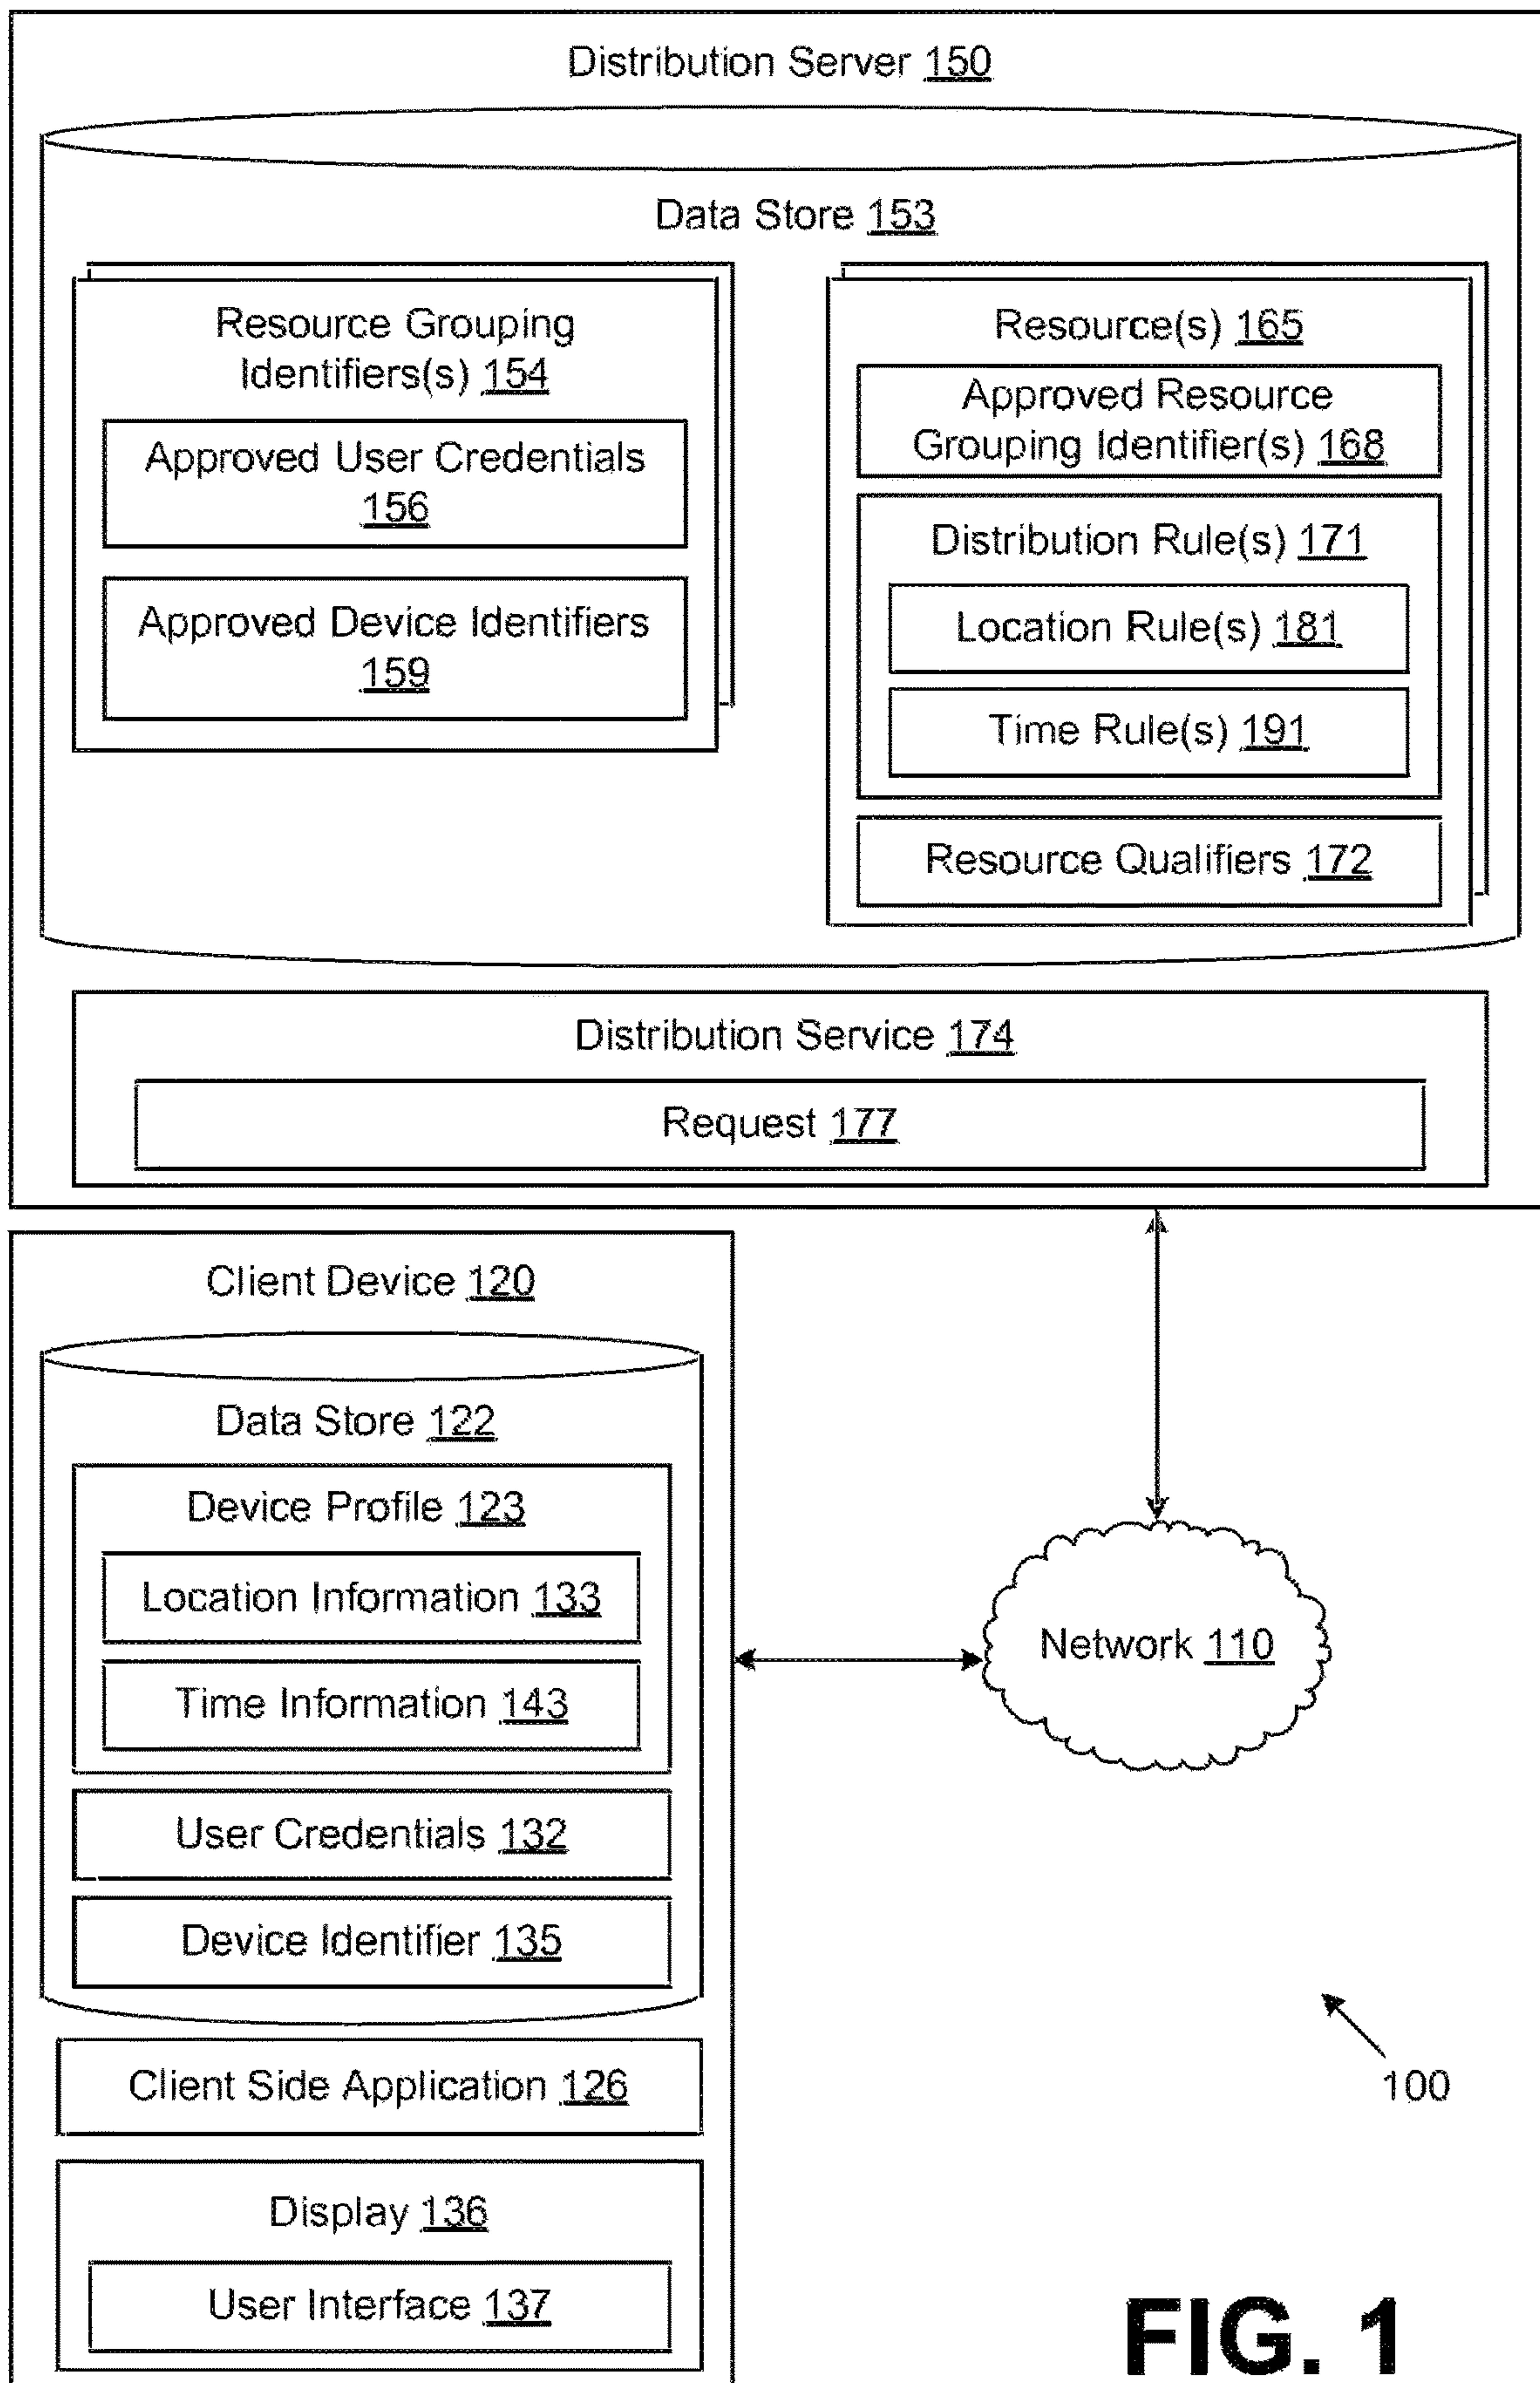 Distribution Server 150
Data Store 153
Resource Grouping
Identifiers(s) 154
Approved User Credentials
156
Approved Device Identifiers
159
Resource(s) 165
Approved Resource
Grouping Identifier(s) 168
Distribution Rule(s) 171
Location Rule(s) 181
Time Rule(s) 191
Resource Qualifiers 172
Distribution Service 174
Request 177
Client Device 120
Data Store 122
Device Profile 123
Location Information 133
Time Information 143
User Credentials 132
Device Identifier 135
Client Side Application 126
Display 136
User Interface 137
Network 110
100
FIG. 1